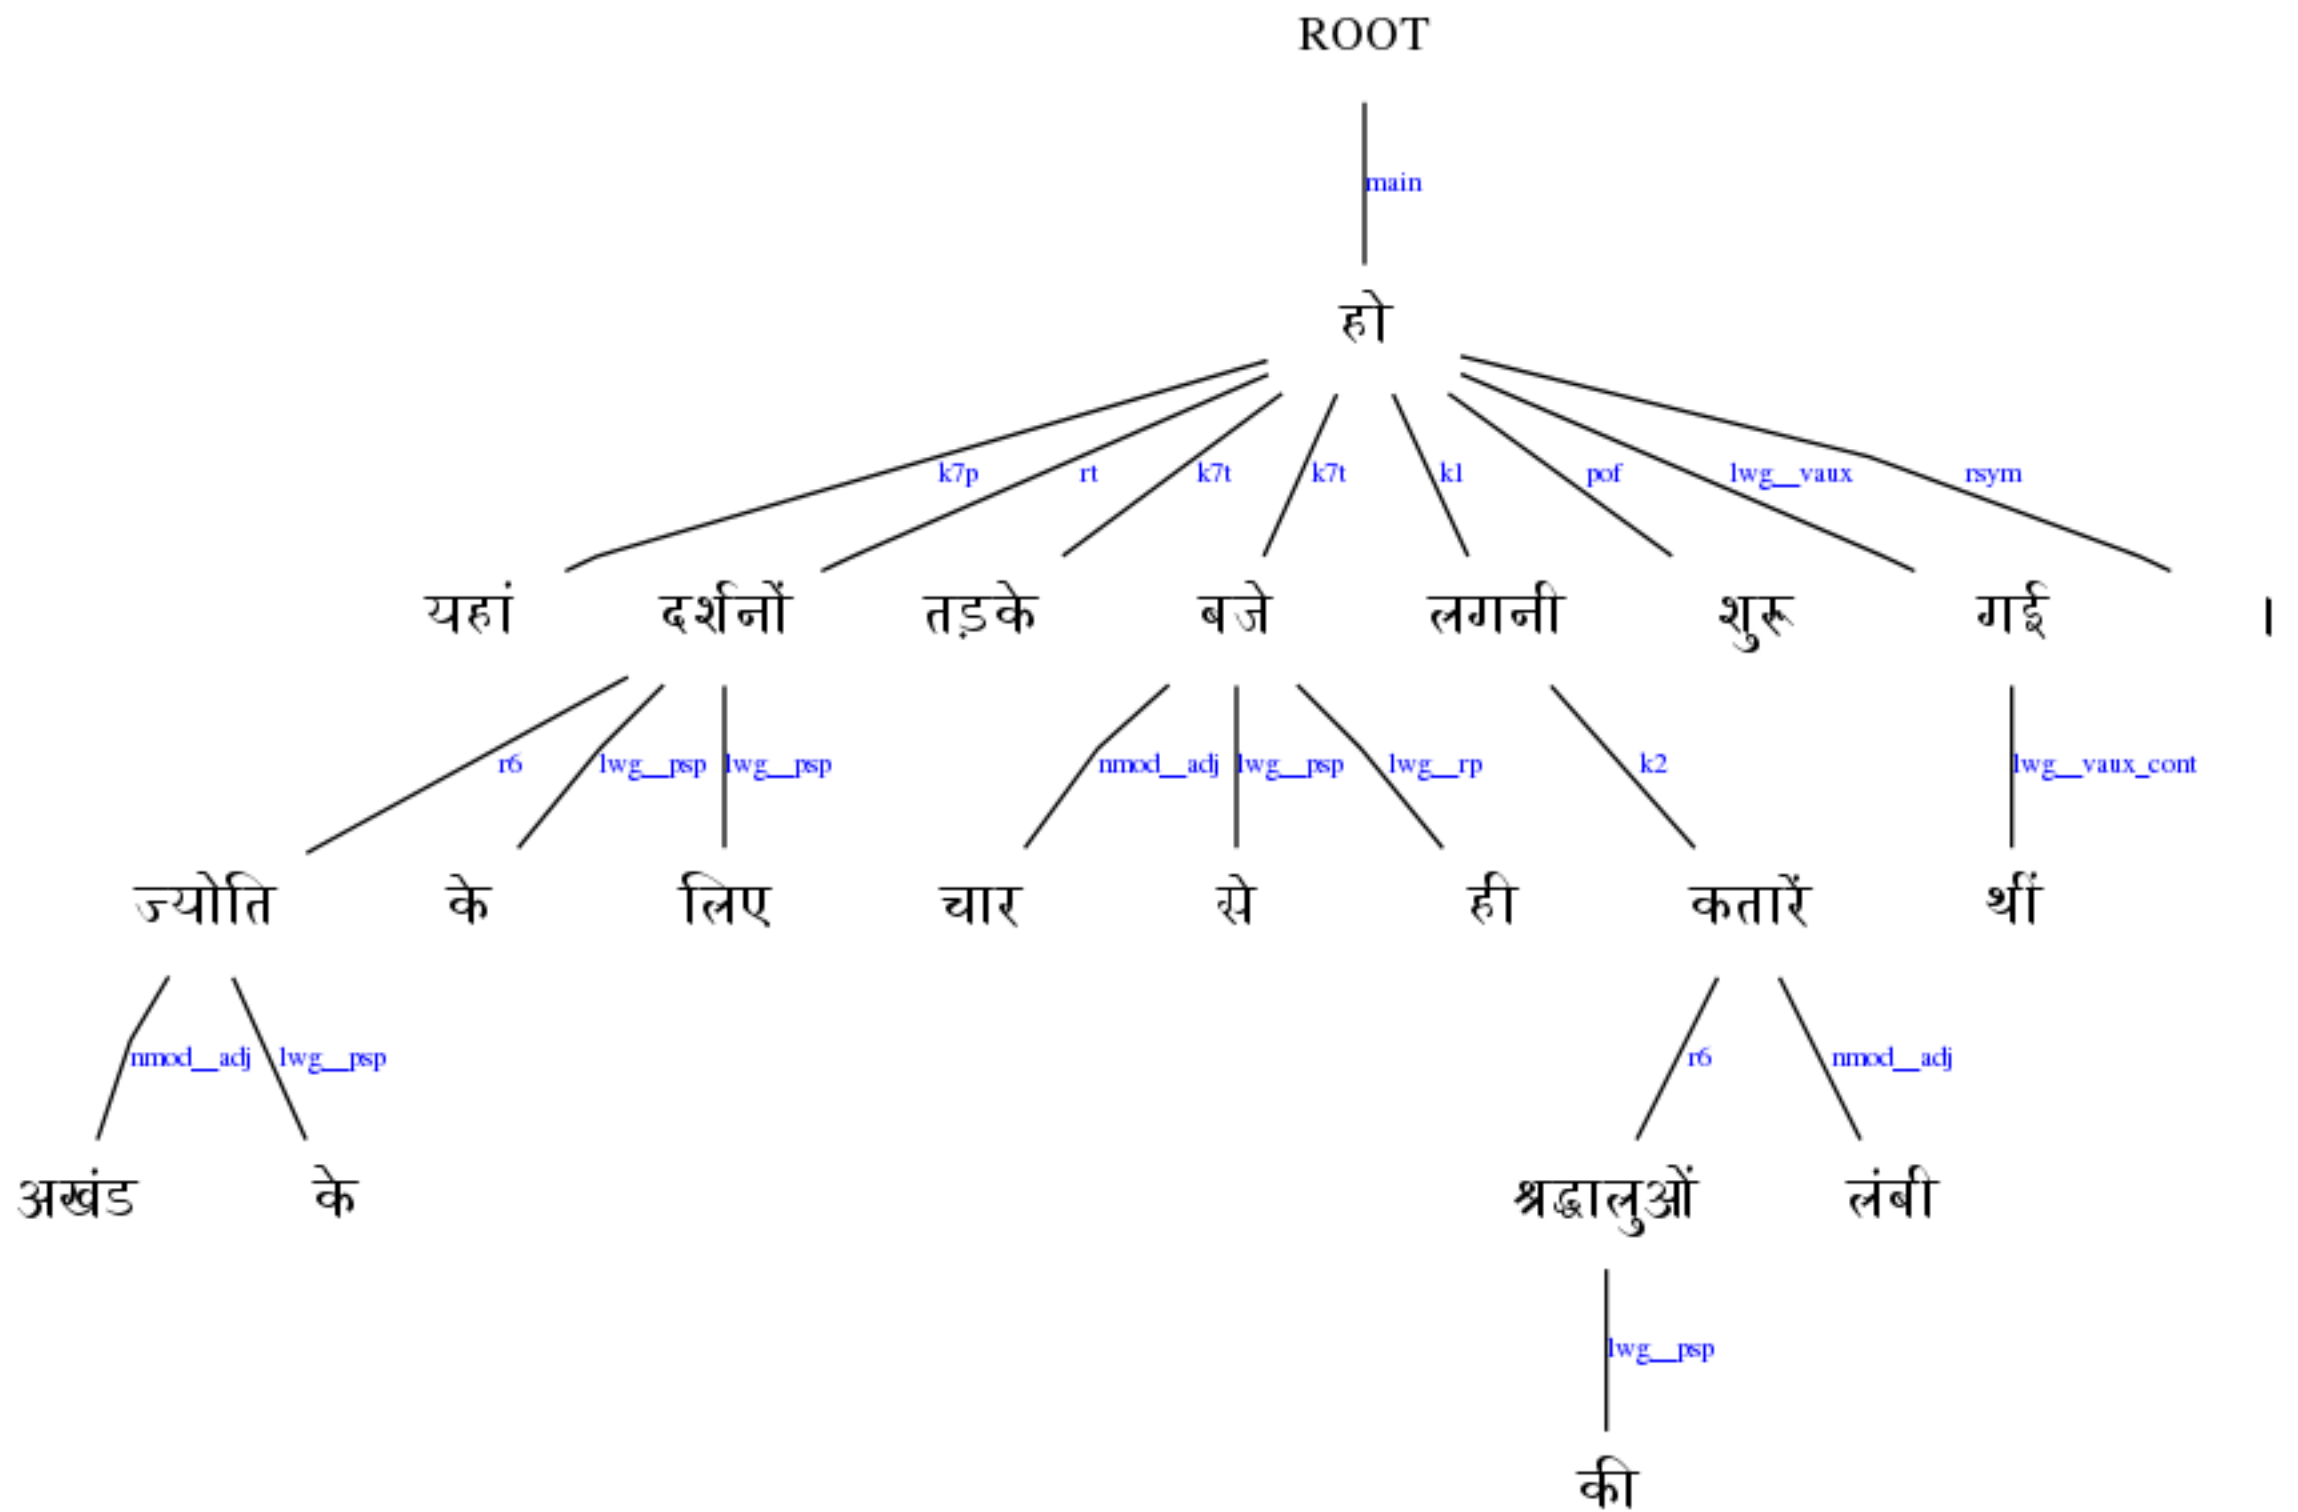 ROOT
main
हो
k7p rt k7t k7t k1 pof lwg__vaux rsym
यहां दर्शनों तड़के बजे लगनी शुरू गई ।
r6 lwg__psp lwg__psp nmod__adj lwg__psp lwg__rp k2 lwg__vaux_cont
ज्योति के लिए चार से ही कतारें थीं
nmod__adj lwg__psp r6 nmod__adj
अखंड के श्रद्धालुओं लंबी
lwg__psp
की